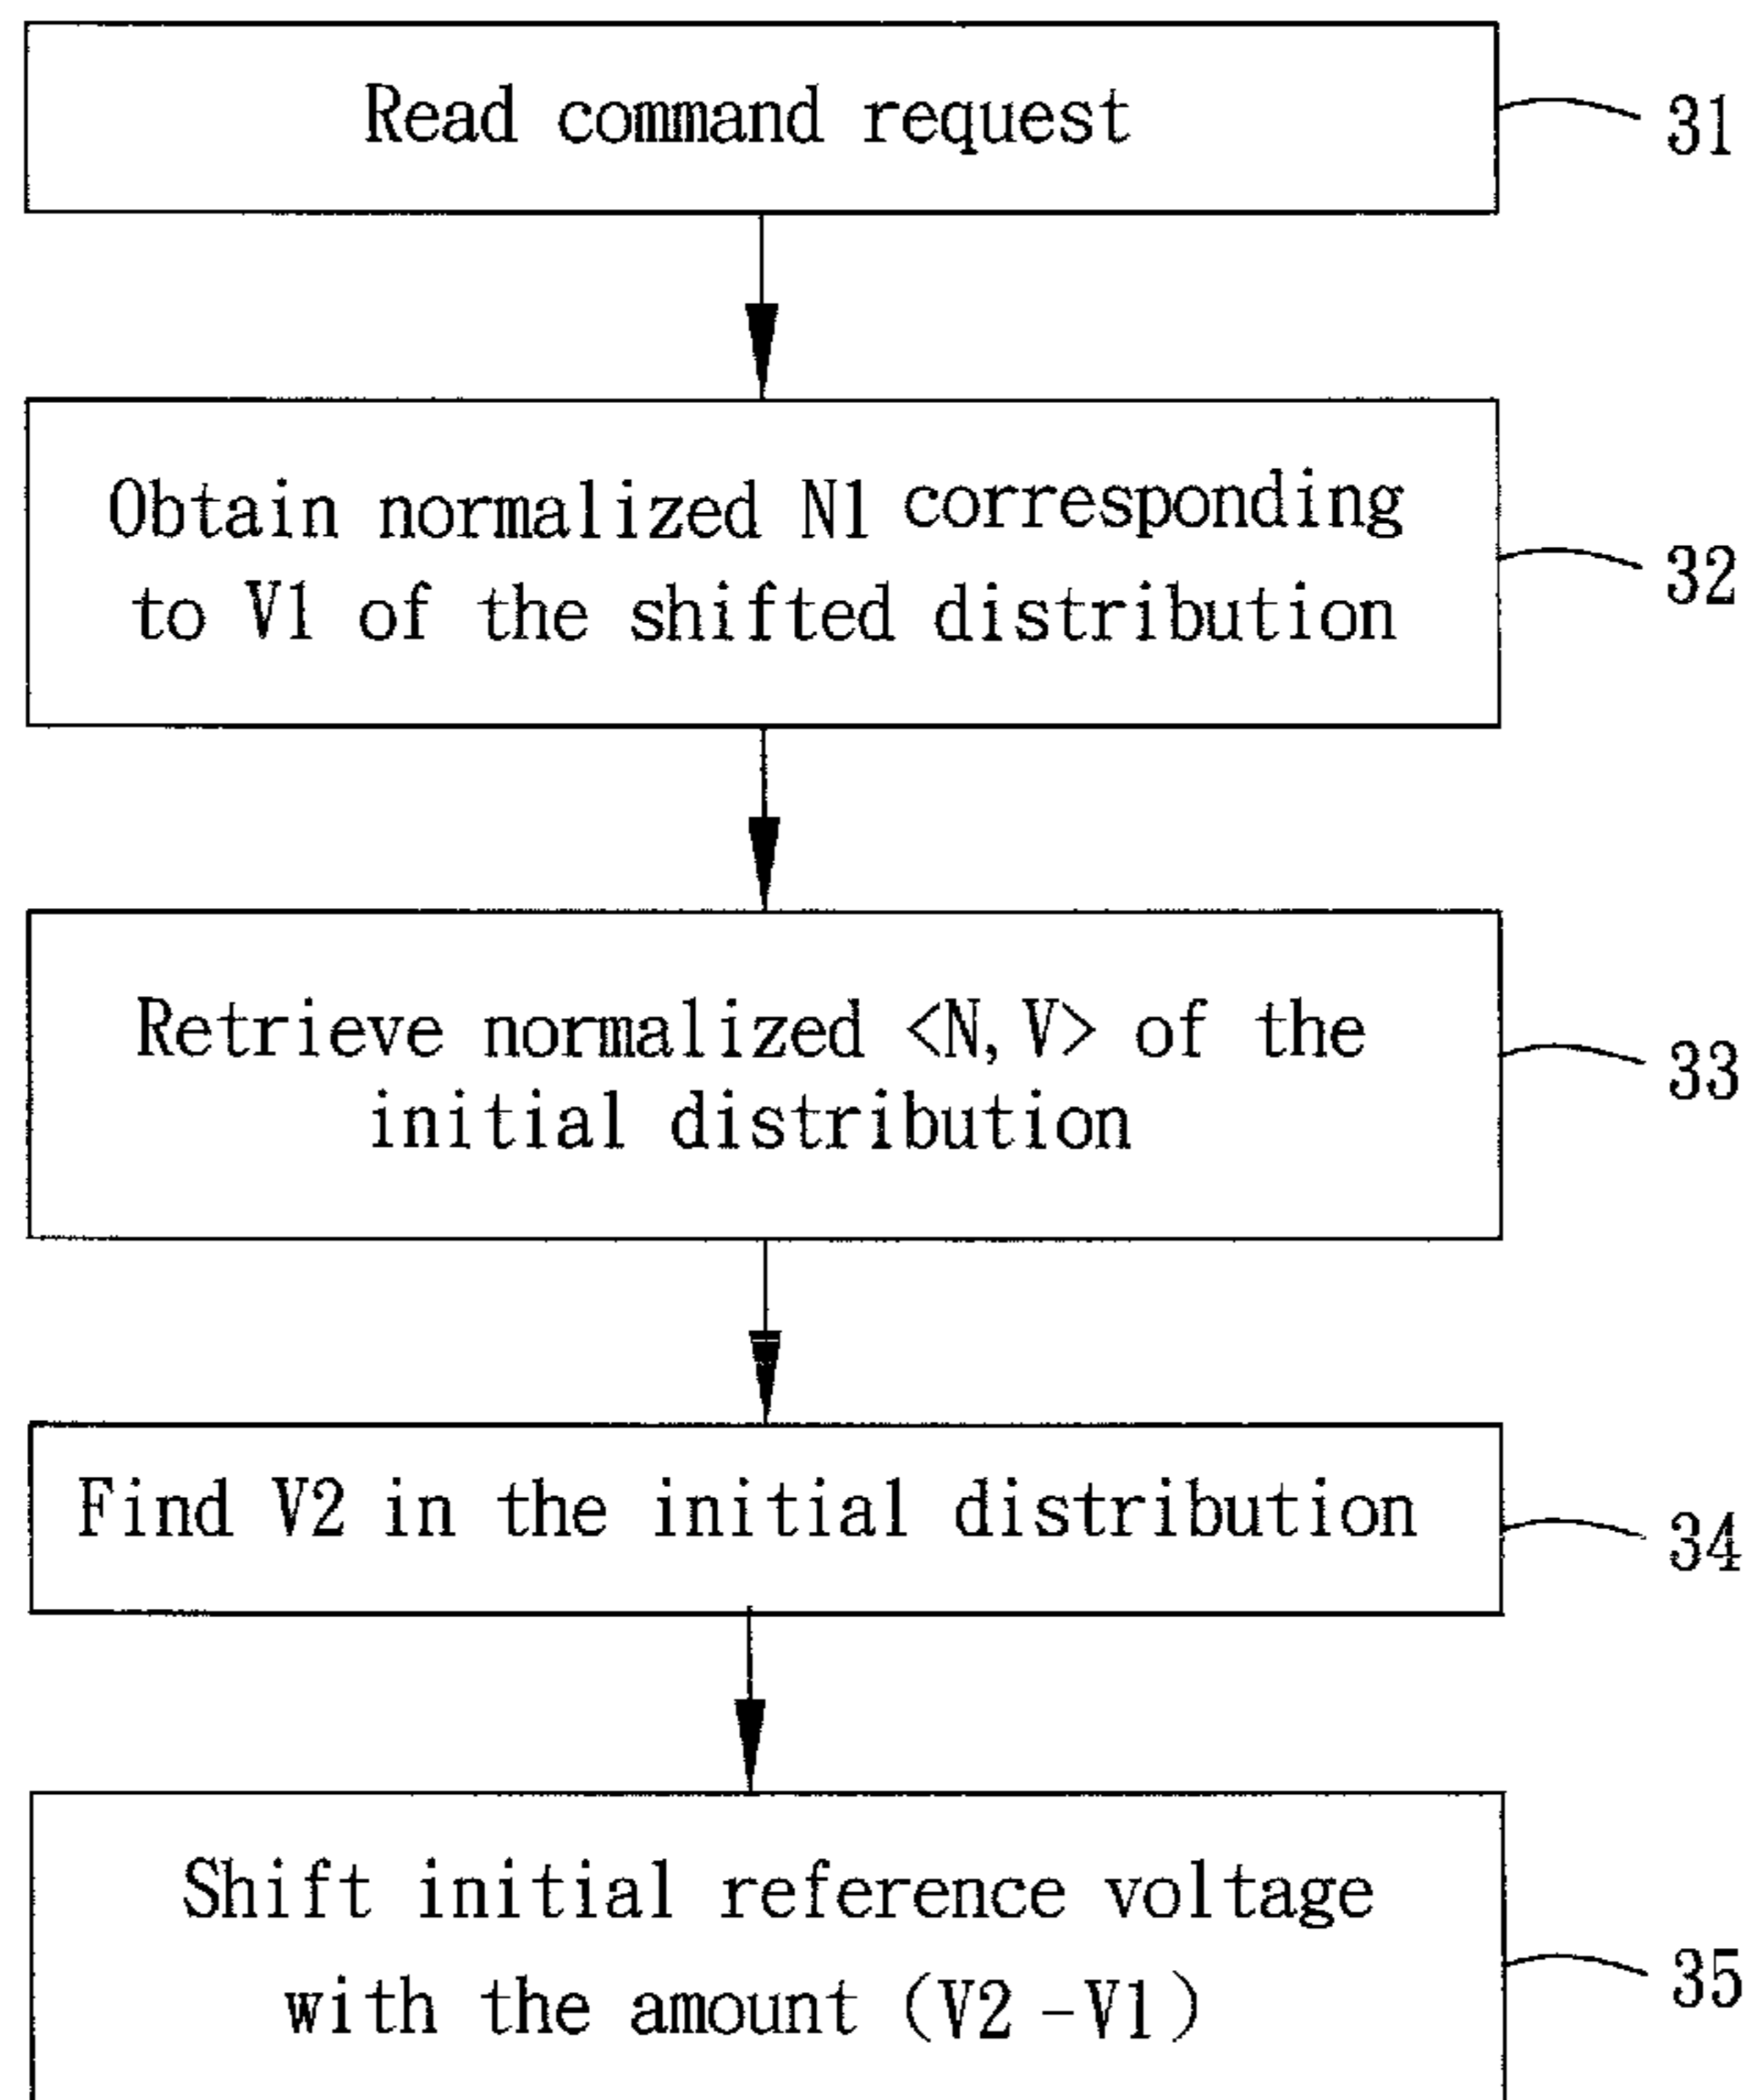 Read command request
31
Obtain normalized N1 corresponding
to V1 of the shifted distribution
32
Retrieve normalized <N, V> of the
initial distribution
33
Find V2 in the initial distribution
34
Shift initial reference voltage
with the amount (V2 -V1)
35